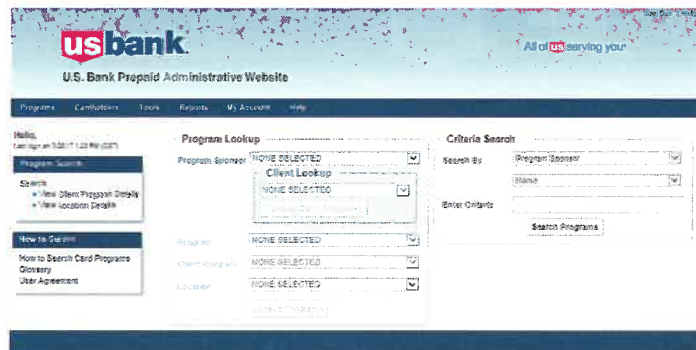 usbank.
All of us serving you
U.S. Bank Prepaid Administrative Website
Programs Cardholders Tools Reports My Account Help
Hello,
Program Search
Search
View Client Program Details
View Location Details
How to Guides
How to Search Card Programs
Glossary
User Agreement
Program Lookup
Program Sponsor NONE SELECTED
Client Lookup
NONE SELECTED
Program NONE SELECTED
Client Program NONE SELECTED
Location NONE SELECTED
Criteria Search
Search By Program Sponsor
Name
Enter Criteria
Search Programs